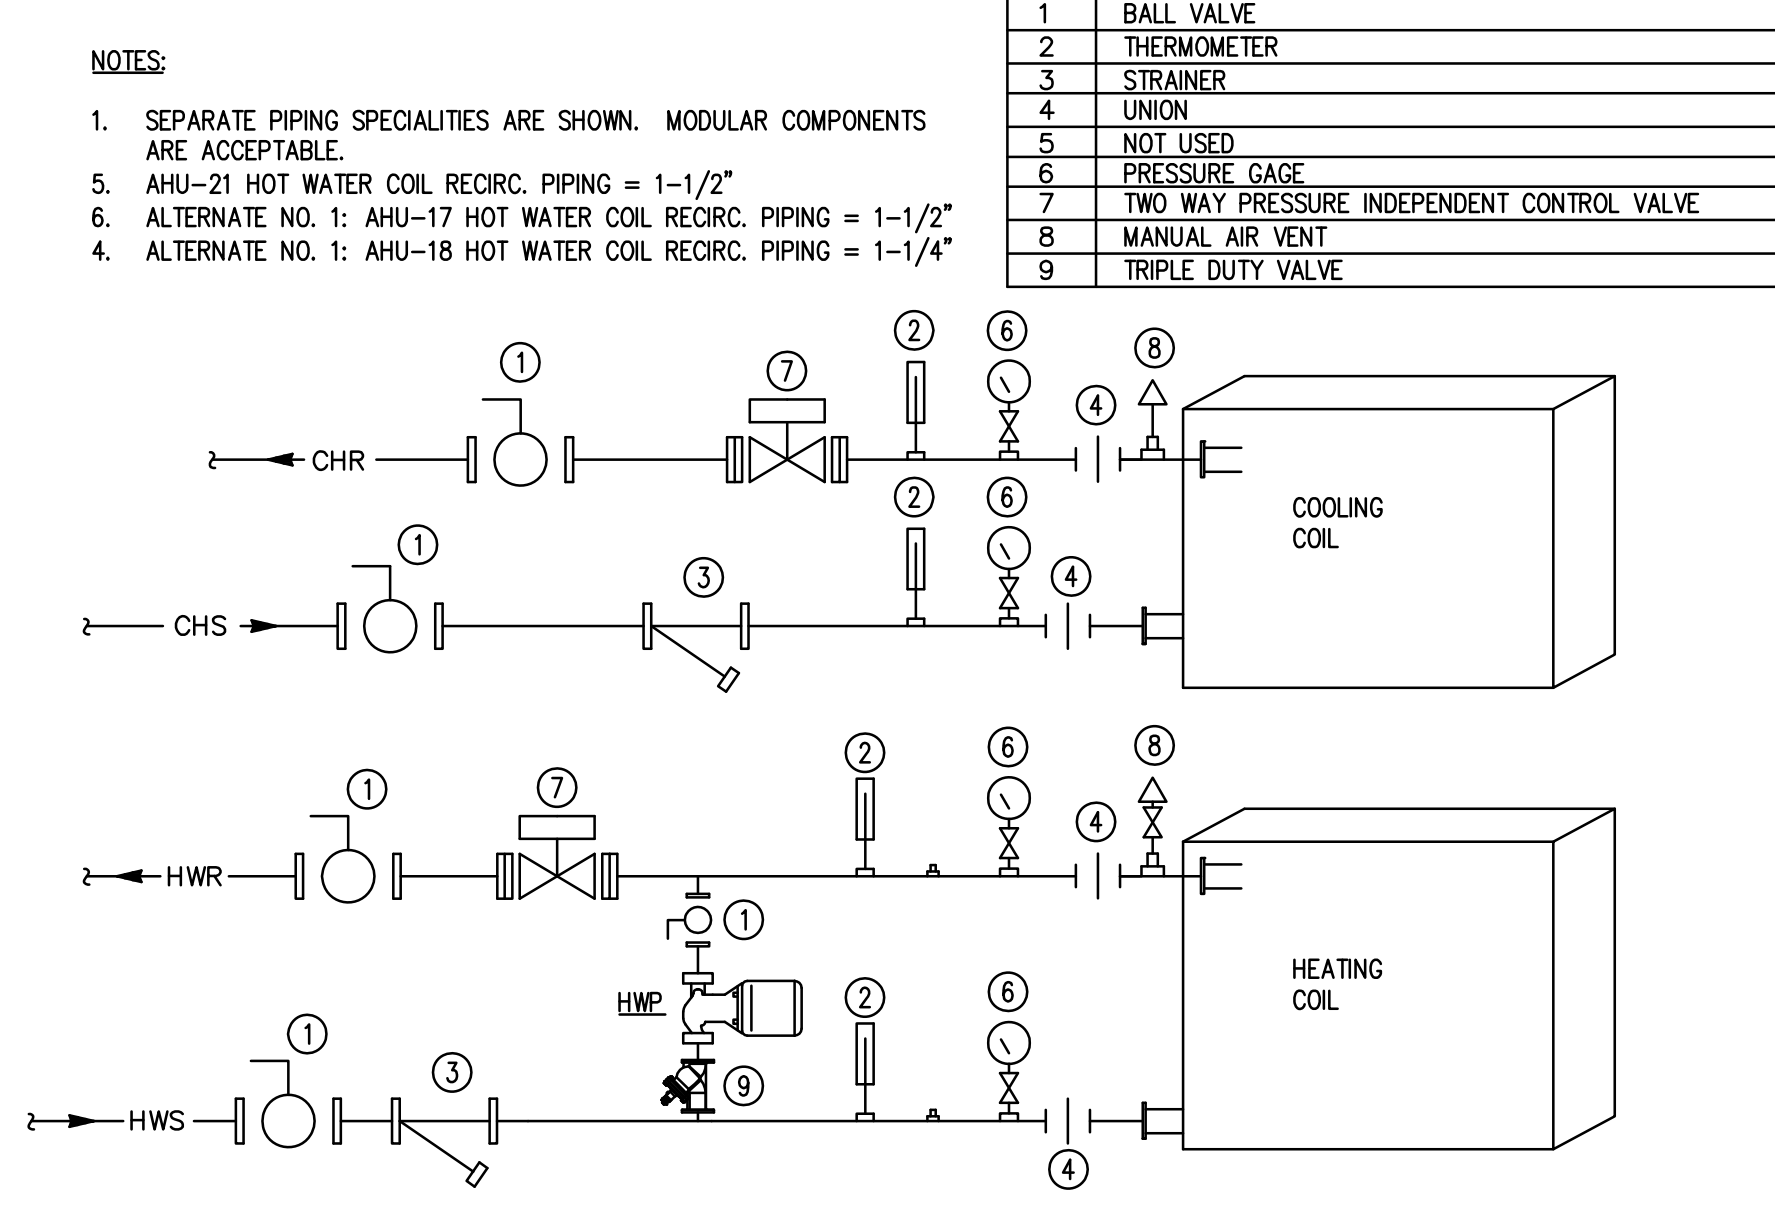 NOTES:
1. SEPARATE PIPING SPECIALITIES ARE SHOWN. MODULAR COMPONENTS
ARE ACCEPTABLE.
5. AHU-21 HOT WATER COIL RECIRC. PIPING = 1-1/2"
6. ALTERNATE NO. 1: AHU-17 HOT WATER COIL RECIRC. PIPING = 1-1/2"
4. ALTERNATE NO. 1: AHU-18 HOT WATER COIL RECIRC. PIPING = 1-1/4"
1 BALL VALVE
2 THERMOMETER
3 STRAINER
4 UNION
5 NOT USED
6 PRESSURE GAGE
7 TWO WAY PRESSURE INDEPENDENT CONTROL VALVE
8 MANUAL AIR VENT
9 TRIPLE DUTY VALVE
1 7 2 6 4 8
CHR
2 6
COOLING
COIL
1 3 4
CHS
1 7 2 6 4 8
HWR
1
HEATING
COIL
HWP 2 6
1 3 9
HWS
4